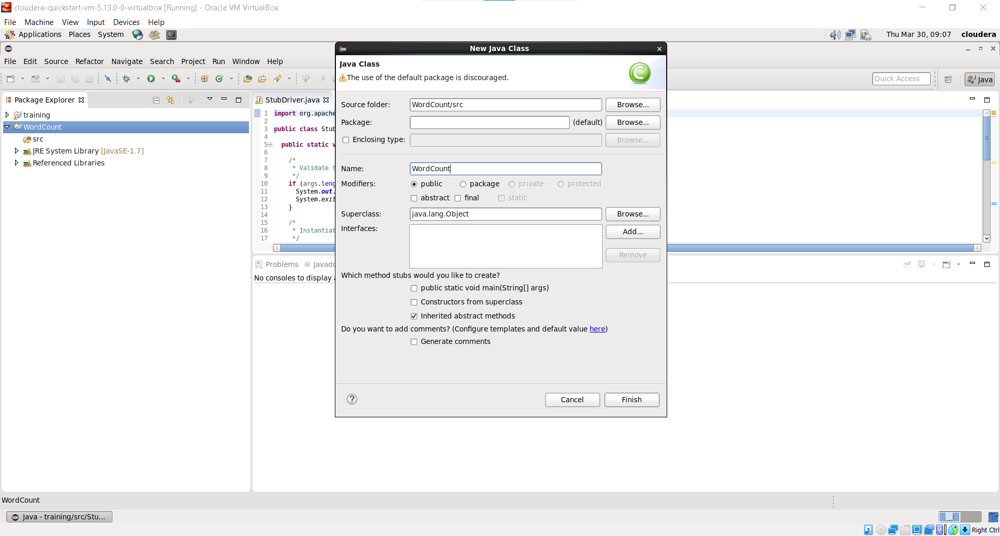 cloudera-quickstart-vm-5.13.0-0-virtualbox [Running] - Oracle VM VirtualBox
File Machine View Input Devices Help
Applications Places System Thu Mar 30, 09:07 cloudera
New Java Class
File Edit Source Refactor Navigate Search Project Run Window Help
Java Class
The use of the default package is discouraged.
Quick Access Java
Package Explorer
training
WordCount
src
JRE System Library [JavaSE-1.7]
Referenced Libraries
StubDriver.java
1 import org.apache
2
3 public class Stub
4
5 public static v
6
7 /*
8 * Validate t
9 */
10 if (args.leng
11 System.out.
12 System.exit
13 }
14
15 /*
16 * Instantiat
17 */
Source folder: WordCount/src Browse...
Package: (default) Browse...
Enclosing type: Browse...
Name: WordCount
Modifiers: public package private protected
abstract final static
Superclass: java.lang.Object Browse...
Interfaces: Add...
Remove
Which method stubs would you like to create?
public static void main(String[] args)
Constructors from superclass
Inherited abstract methods
Do you want to add comments? (Configure templates and default value here)
Generate comments
Cancel Finish
Problems @ Javado
No consoles to display a
WordCount
Java - training/src/Stu...
Right Ctrl